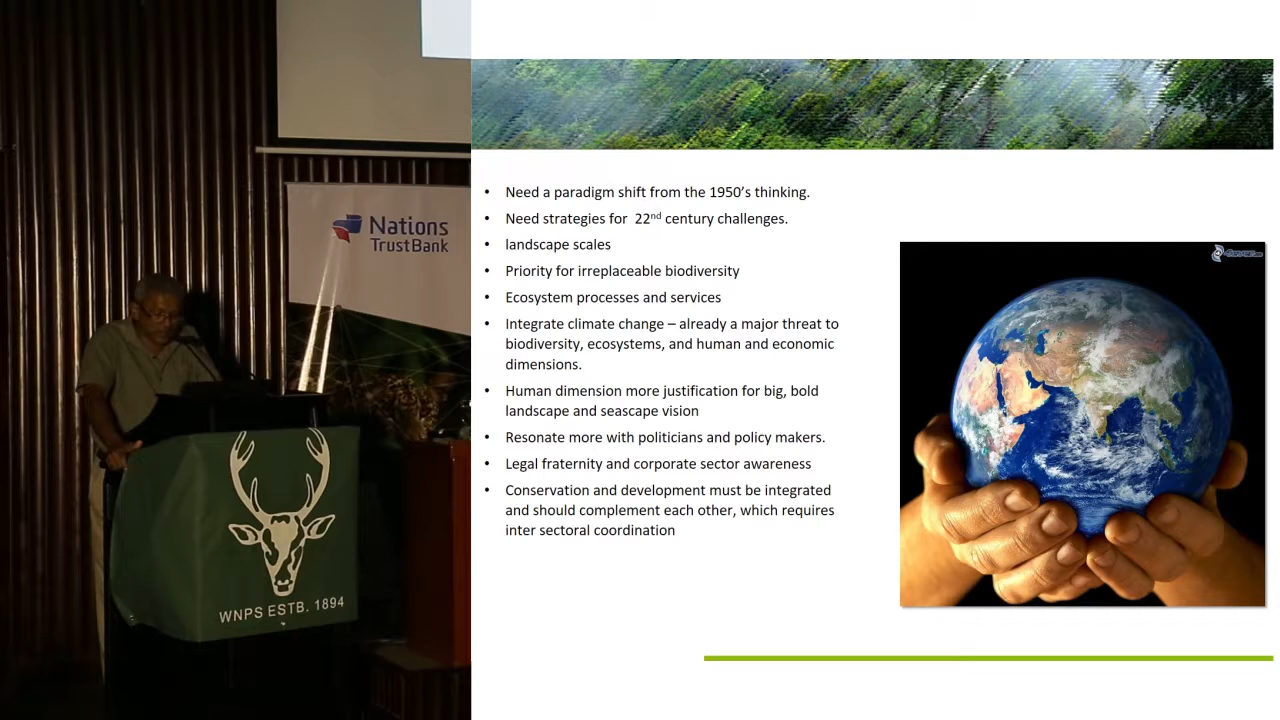 Nations
TrustBank
WNPS ESTB. 1894
• Need a paradigm shift from the 1950’s thinking.
• Need strategies for 22nd century challenges.
• landscape scales
• Priority for irreplaceable biodiversity
• Ecosystem processes and services
• Integrate climate change – already a major threat to
biodiversity, ecosystems, and human and economic
dimensions.
• Human dimension more justification for big, bold
landscape and seascape vision
• Resonate more with politicians and policy makers.
• Legal fraternity and corporate sector awareness
• Conservation and development must be integrated
and should complement each other, which requires
inter sectoral coordination